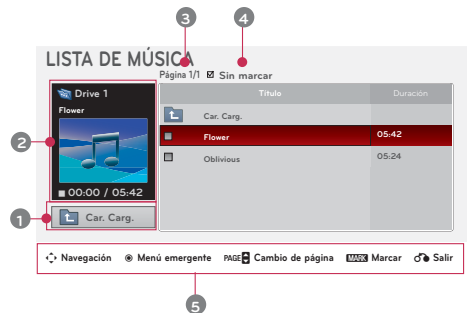 3
4
LISTA DE MÚSICA
Página 1/1 Sin marcar
Drive 1
Flower
00:00 / 05:42
Car. Carg.
Título Duración
Car. Carg.
Flower 05:42
Oblivious 05:24
2
1
Navegación Menú emergente PAGE Cambio de página MARK Marcar Salir
5